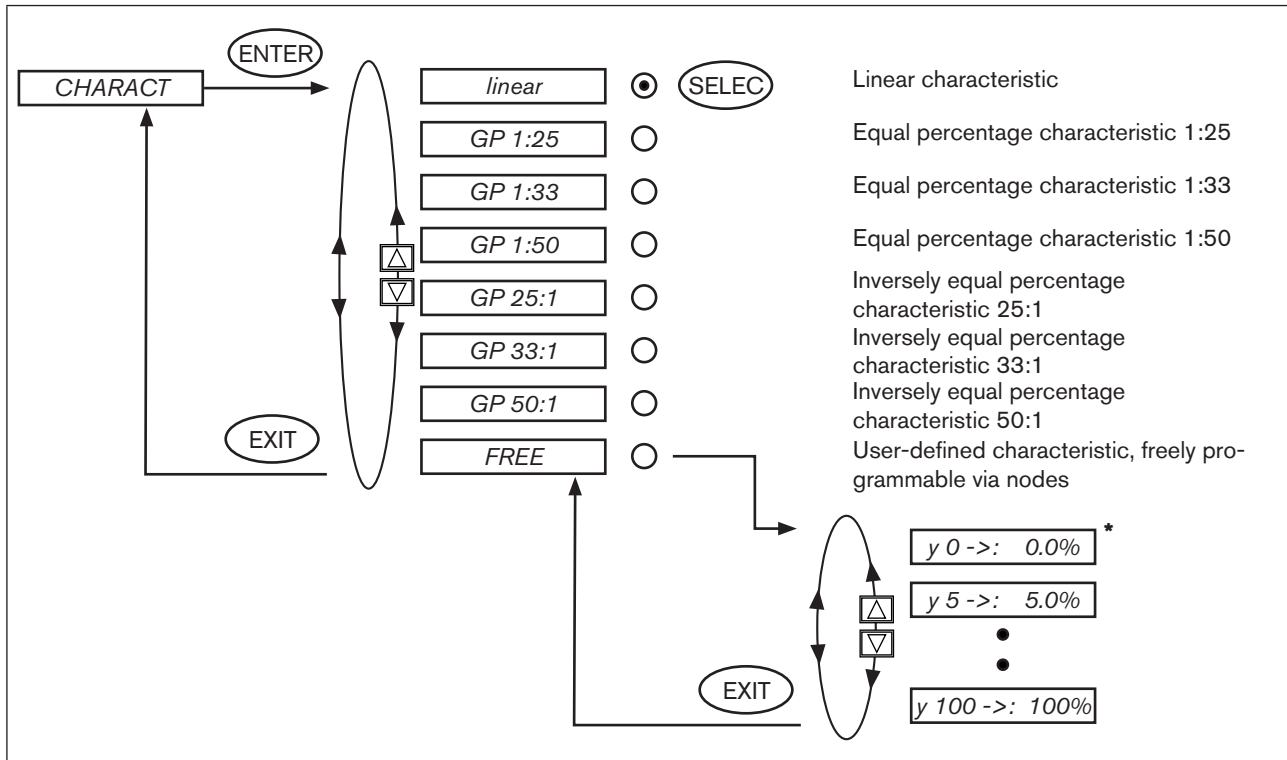 ENTER
CHARACT
linear
SELEC
Linear characteristic
GP 1:25
Equal percentage characteristic 1:25
GP 1:33
Equal percentage characteristic 1:33
GP 1:50
Equal percentage characteristic 1:50
GP 25:1
Inversely equal percentage
characteristic 25:1
GP 33:1
Inversely equal percentage
characteristic 33:1
GP 50:1
Inversely equal percentage
characteristic 50:1
EXIT
FREE
User-defined characteristic, freely pro-
grammable via nodes
y 0 ->: 0.0% *
y 5 ->: 5.0%
EXIT
y 100 ->: 100%